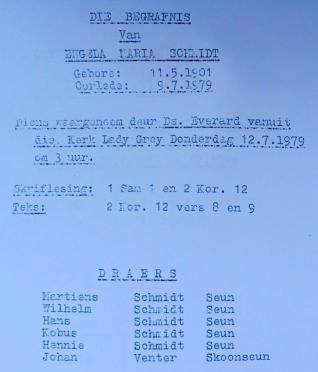 DIE BEGRAFNIS
Van
ENGELA MARIA SCHMIDT
Gebore: 11.5.1901
Oorlede: 9.7.1979
Diens waargeneem deur Ds. Everard vanuit
die Kerk Lady Grey Donderdag 12.7.1979
om 3 uur.
Skriflesing: 1 Sam 1 en 2 Kor. 12
Teks: 2 Kor. 12 vers 8 en 9
DRAERS
Martiens Schmidt Seun
Wilhelm Schmidt Seun
Hans Schmidt Seun
Kobus Schmidt Seun
Hennie Schmidt Seun
Johan Venter Skoonseun